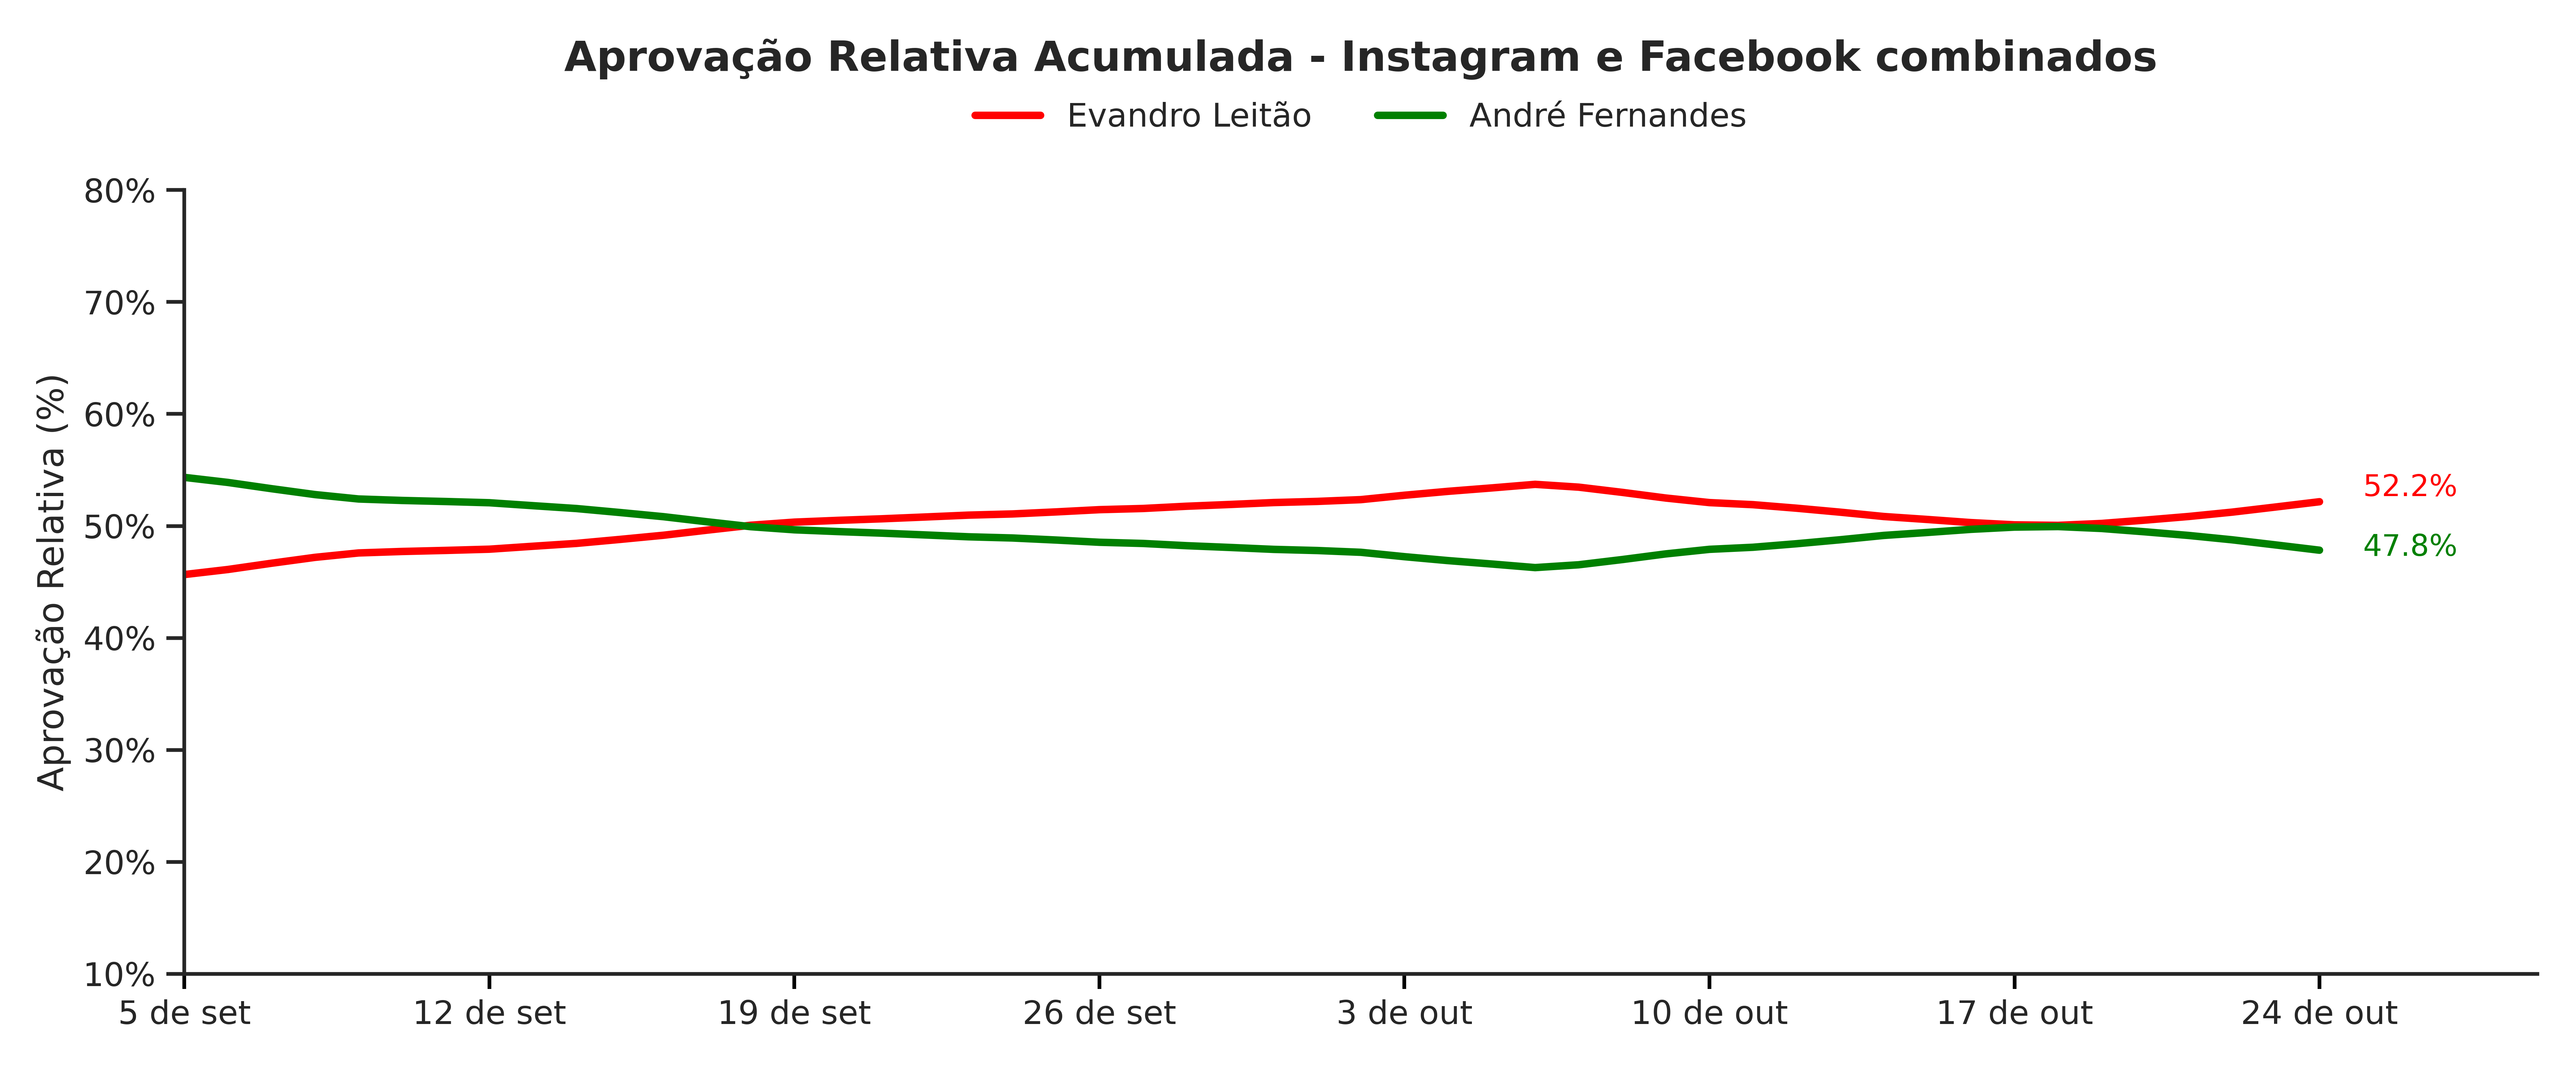 Aprovação Relativa Acumulada - Instagram e Facebook combinados
Evandro Leitão
André Fernandes
Aprovação Relativa (%)
80%
70%
60%
50%
40%
30%
20%
10%
52.2%
47.8%
5 de set
12 de set
19 de set
26 de set
3 de out
10 de out
17 de out
24 de out